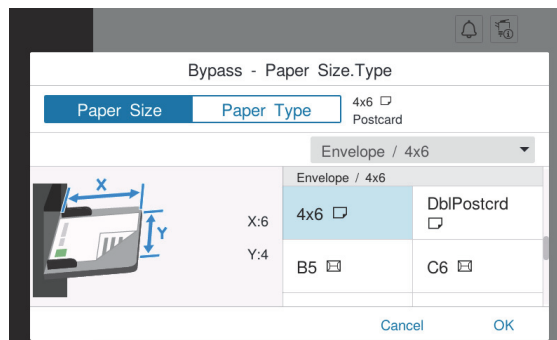 Bypass - Paper Size.Type
Paper Size
Paper Type
4x6
Postcard
Envelope / 4x6
Envelope / 4x6
X
Y
X:6
Y:4
4x6
DblPostcrd
B5
C6
Cancel
OK